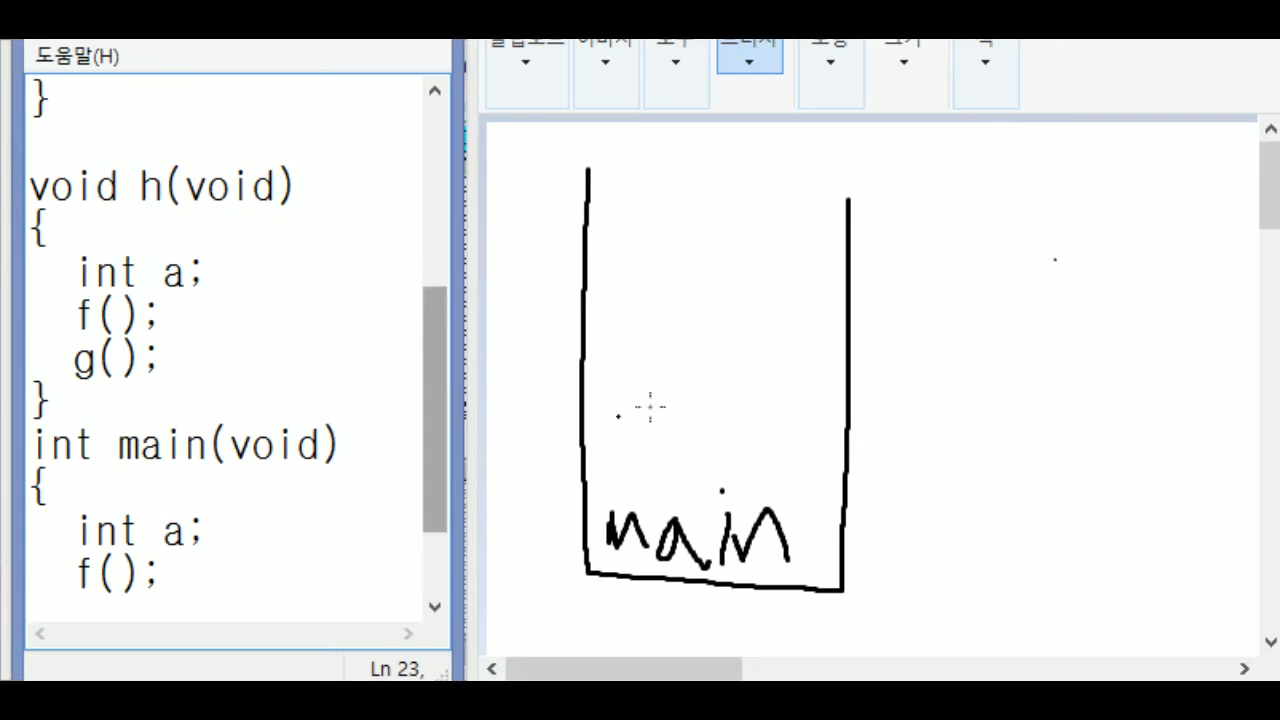 도움말(H)
}
void h(void)
{
int a;
f();
g();
}
int main(void)
{
int a;
f();
Ln 23,
main